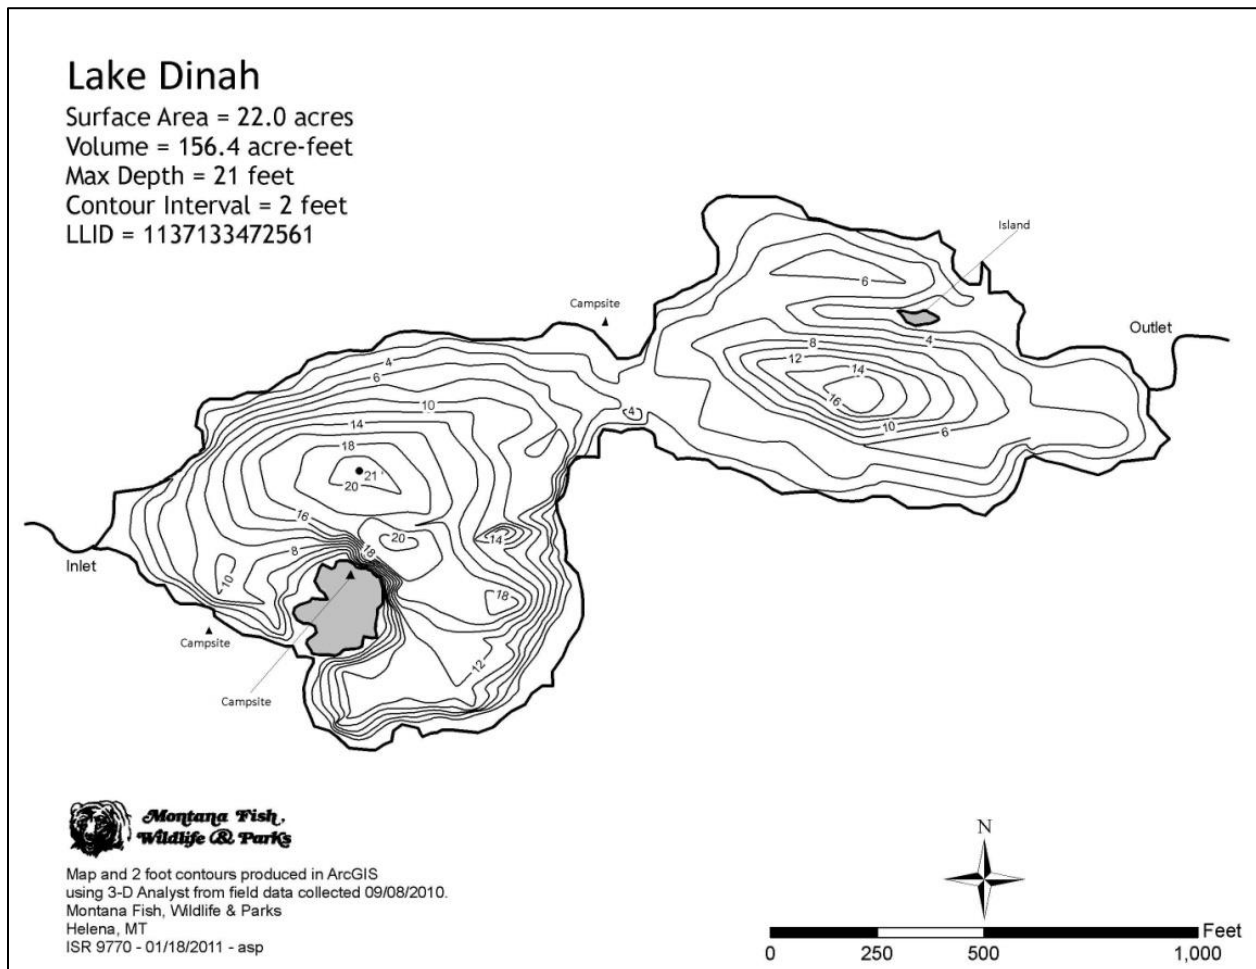 Lake Dinah
Surface Area = 22.0 acres
Volume = 156.4 acre-feet
Max Depth = 21 feet
Contour Interval = 2 feet
LLID = 1137133472561
Island
Campsite
Outlet
6
4
8
12
14
16
10
6
4
4
6
10
14
18
21'
20
16
20
14
18
8
10
18
12
Inlet
Campsite
Campsite
Montana Fish,
Wildlife & Parks
Map and 2 foot contours produced in ArcGIS
using 3-D Analyst from field data collected 09/08/2010.
Montana Fish, Wildlife & Parks
Helena, MT
ISR 9770 - 01/18/2011 - asp
N
Feet
0 250 500 1,000